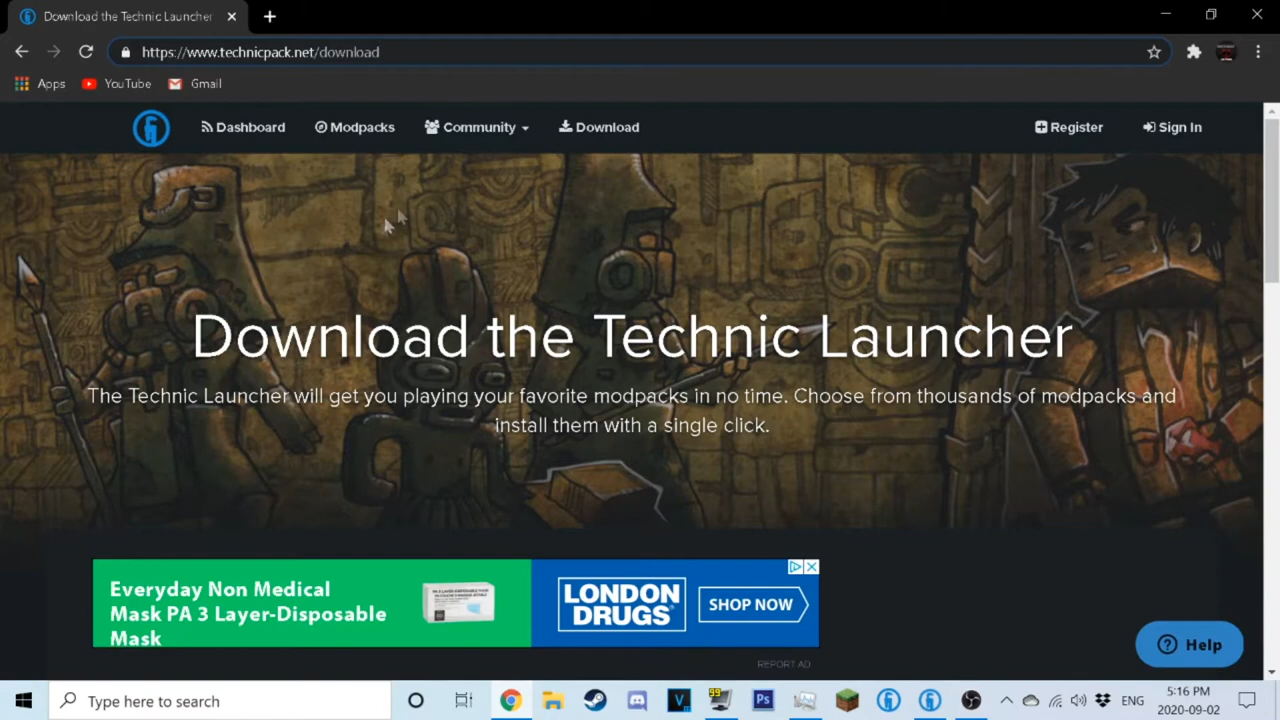 Download the Technic Launcher
https://www.technicpack.net/download
Apps YouTube Gmail
Dashboard Modpacks Community Download Register Sign In
Download the Technic Launcher
The Technic Launcher will get you playing your favorite modpacks in no time. Choose from thousands of modpacks and
install them with a single click.
Everyday Non Medical
Mask PA 3 Layer-Disposable
Mask
LONDON
DRUGS
SHOP NOW
REPORT AD
Help
Type here to search
99
Ps
ENG
5:16 PM
2020-09-02